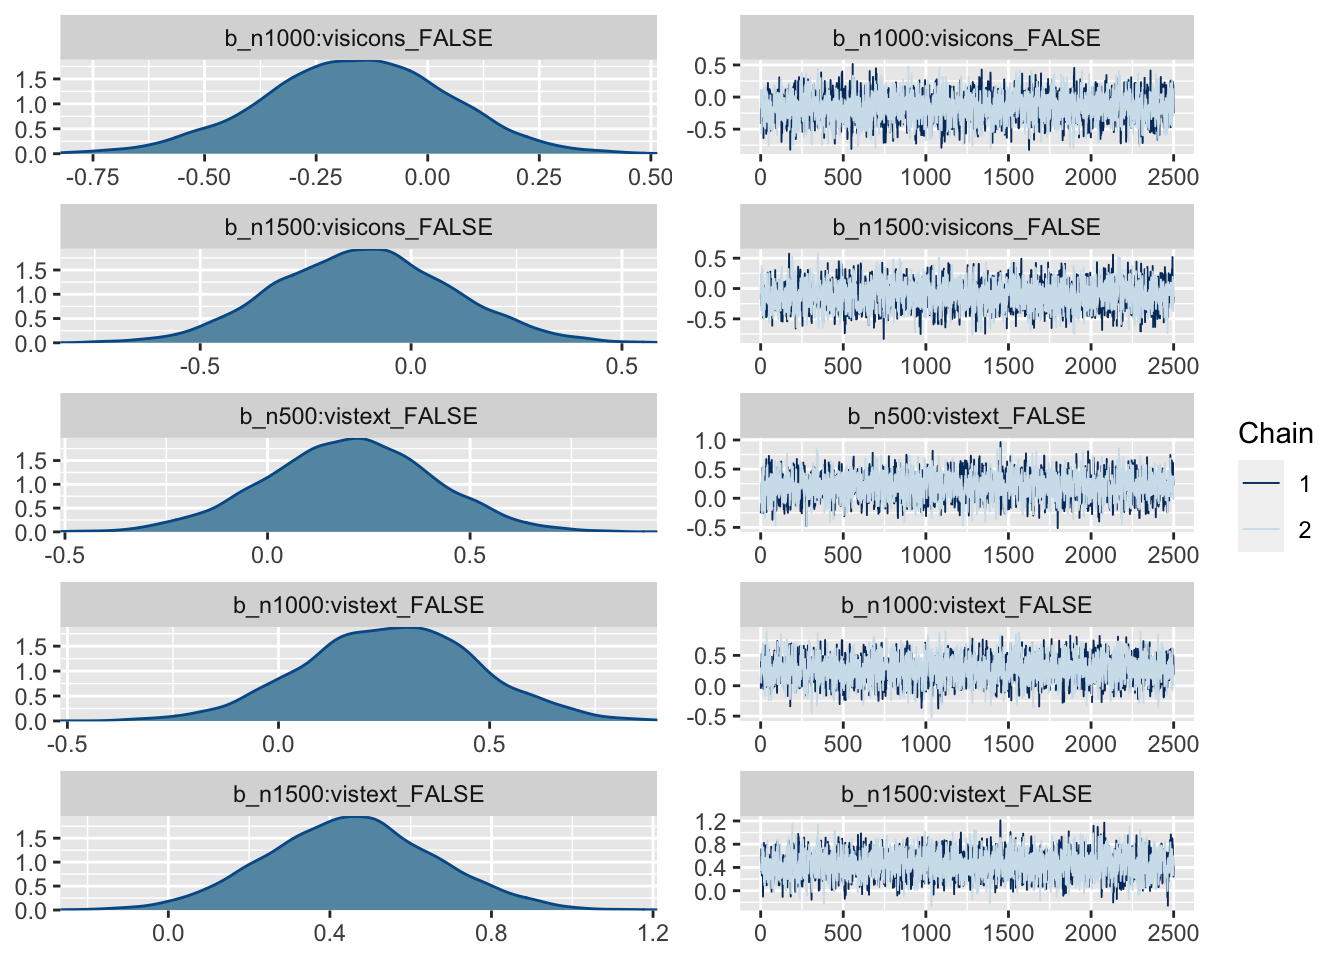 b_n1000:visicons_FALSE
1.5
1.0
0.5
0.0
-0.75 -0.50 -0.25 0.00 0.25 0.50
b_n1000:visicons_FALSE
0.5
0.0
-0.5
0 500 1000 1500 2000 2500
b_n1500:visicons_FALSE
1.5
1.0
0.5
0.0
-0.5 0.0 0.5
b_n1500:visicons_FALSE
0.5
0.0
-0.5
0 500 1000 1500 2000 2500
b_n500:vistext_FALSE
1.5
1.0
0.5
0.0
-0.5 0.0 0.5
b_n500:vistext_FALSE
1.0
0.5
0.0
-0.5
0 500 1000 1500 2000 2500
b_n1000:vistext_FALSE
1.5
1.0
0.5
0.0
-0.5 0.0 0.5
b_n1000:vistext_FALSE
0.5
0.0
-0.5
0 500 1000 1500 2000 2500
b_n1500:vistext_FALSE
1.5
1.0
0.5
0.0
0.0 0.4 0.8 1.2
b_n1500:vistext_FALSE
1.2
0.8
0.4
0.0
0 500 1000 1500 2000 2500
Chain
1
2